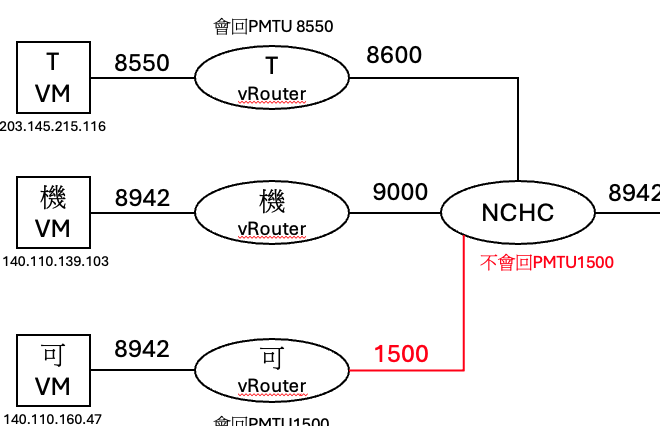 會回PMTU 8550
T
VM
8550
T
vRouter
8600
203.145.215.116
機
VM
8942
機
vRouter
9000
NCHC
8942
140.110.139.103
不會回PMTU1500
可
VM
8942
可
vRouter
1500
140.110.160.47
會回PMTU1500